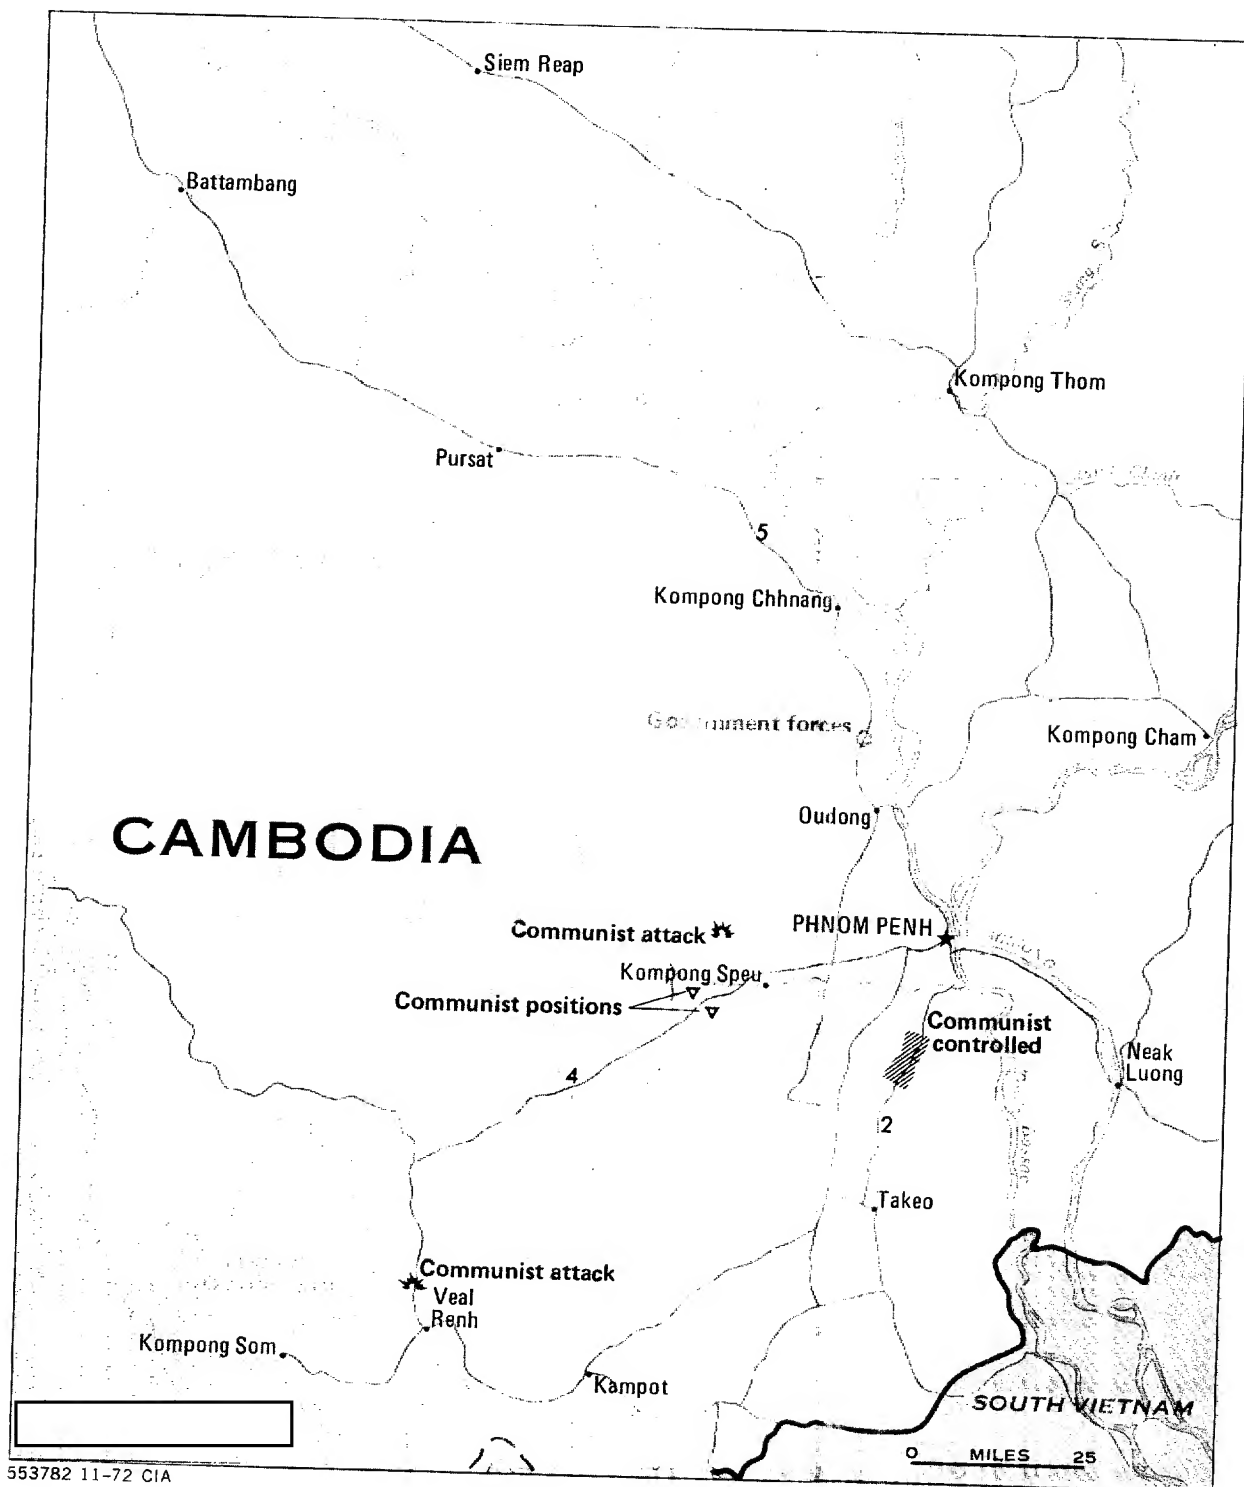 Siem Reap
Battambang
Kompong Thom
Pursat
5
Kompong Chhnang
Government forces
Kompong Cham
Oudong
CAMBODIA
Communist attack
PHNOM PENH
Kompong Speu
Communist positions
Communist
controlled
Neak
Luong
4
2
Takeo
Communist attack
Veal
Renh
Kompong Som
Kampot
SOUTH VIETNAM
0 MILES 25
553782 11-72 CIA